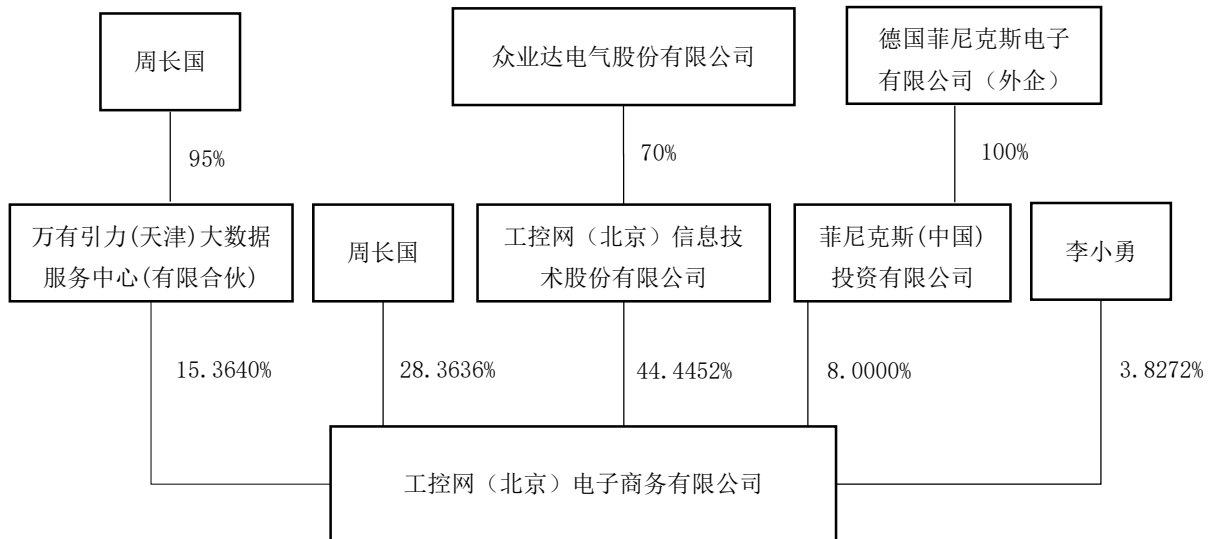 周长国
众业达电气股份有限公司
德国菲尼克斯电子
有限公司（外企）
95%
70%
100%
万有引力(天津)大数据
服务中心(有限合伙)
周长国
工控网（北京）信息技
术股份有限公司
菲尼克斯(中国)
投资有限公司
李小勇
15.3640%
28.3636%
44.4452%
8.0000%
3.8272%
工控网（北京）电子商务有限公司